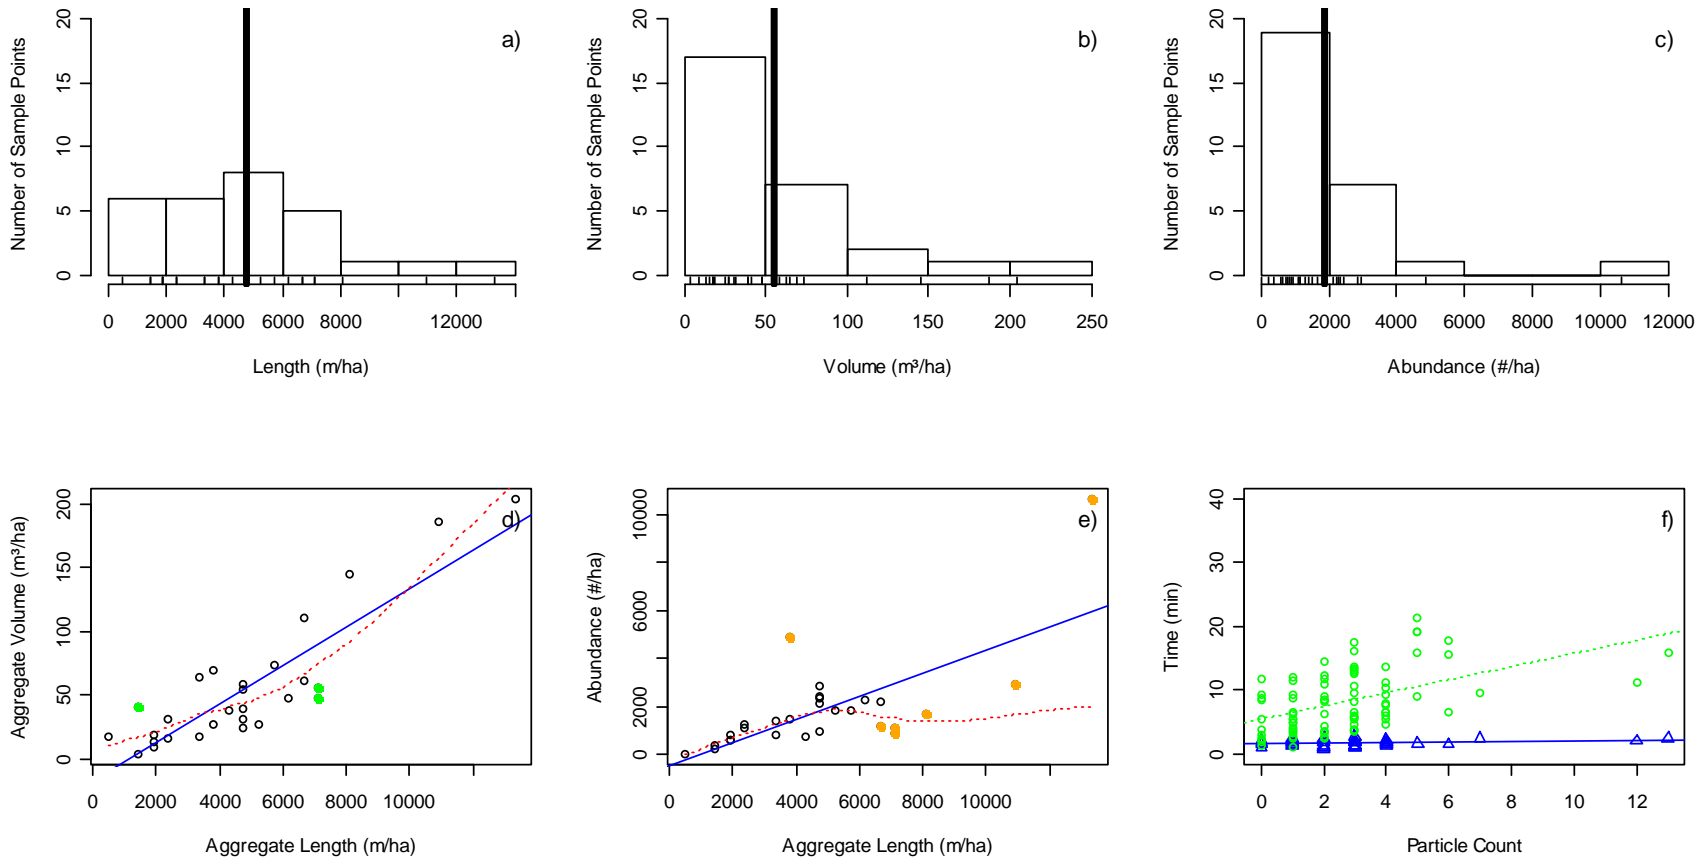 a)
Number of Sample Points
0 5 10 15 20
0 2000 4000 6000 8000 12000
Length (m/ha)
b)
Number of Sample Points
0 5 10 15 20
0 50 100 150 200 250
Volume (m³/ha)
c)
Number of Sample Points
0 5 10 15 20
0 2000 4000 6000 10000 12000
Abundance (#/ha)
d)
Aggregate Volume (m³/ha)
0 50 100 150 200
0 2000 4000 6000 8000 10000
Aggregate Length (m/ha)
e)
Abundance (#/ha)
0 2000 6000 10000
0 2000 4000 6000 8000 10000
Aggregate Length (m/ha)
f)
Time (min)
0 10 20 30 40
0 2 4 6 8 10 12
Particle Count